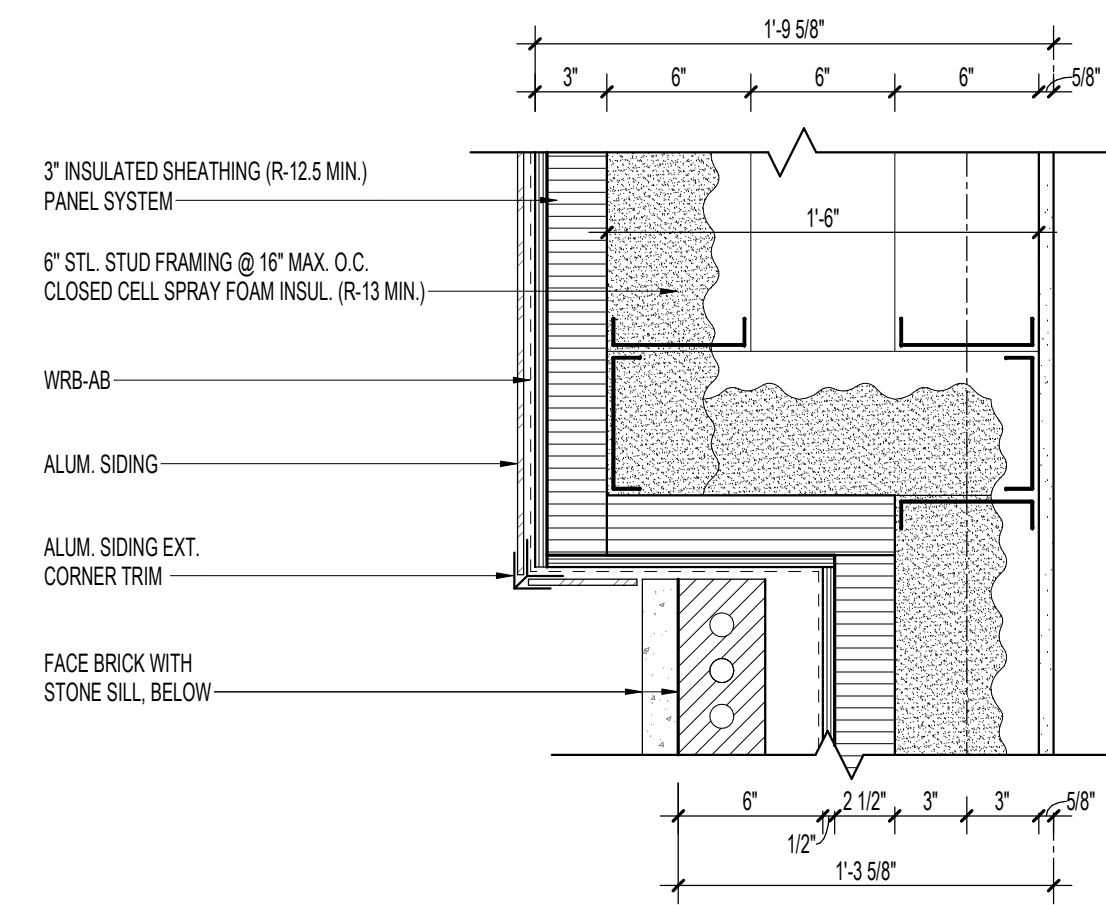 1'-9 5/8"
3" 6" 6" 6" 5/8"
3" INSULATED SHEATHING (R-12.5 MIN.)
PANEL SYSTEM
1'-6"
6" STL. STUD FRAMING @ 16" MAX. O.C.
CLOSED CELL SPRAY FOAM INSUL. (R-13 MIN.)
WRB-AB
ALUM. SIDING
ALUM. SIDING EXT.
CORNER TRIM
FACE BRICK WITH
STONE SILL, BELOW
6" 2 1/2" 3" 3" 5/8"
1/2"
1'-3 5/8"